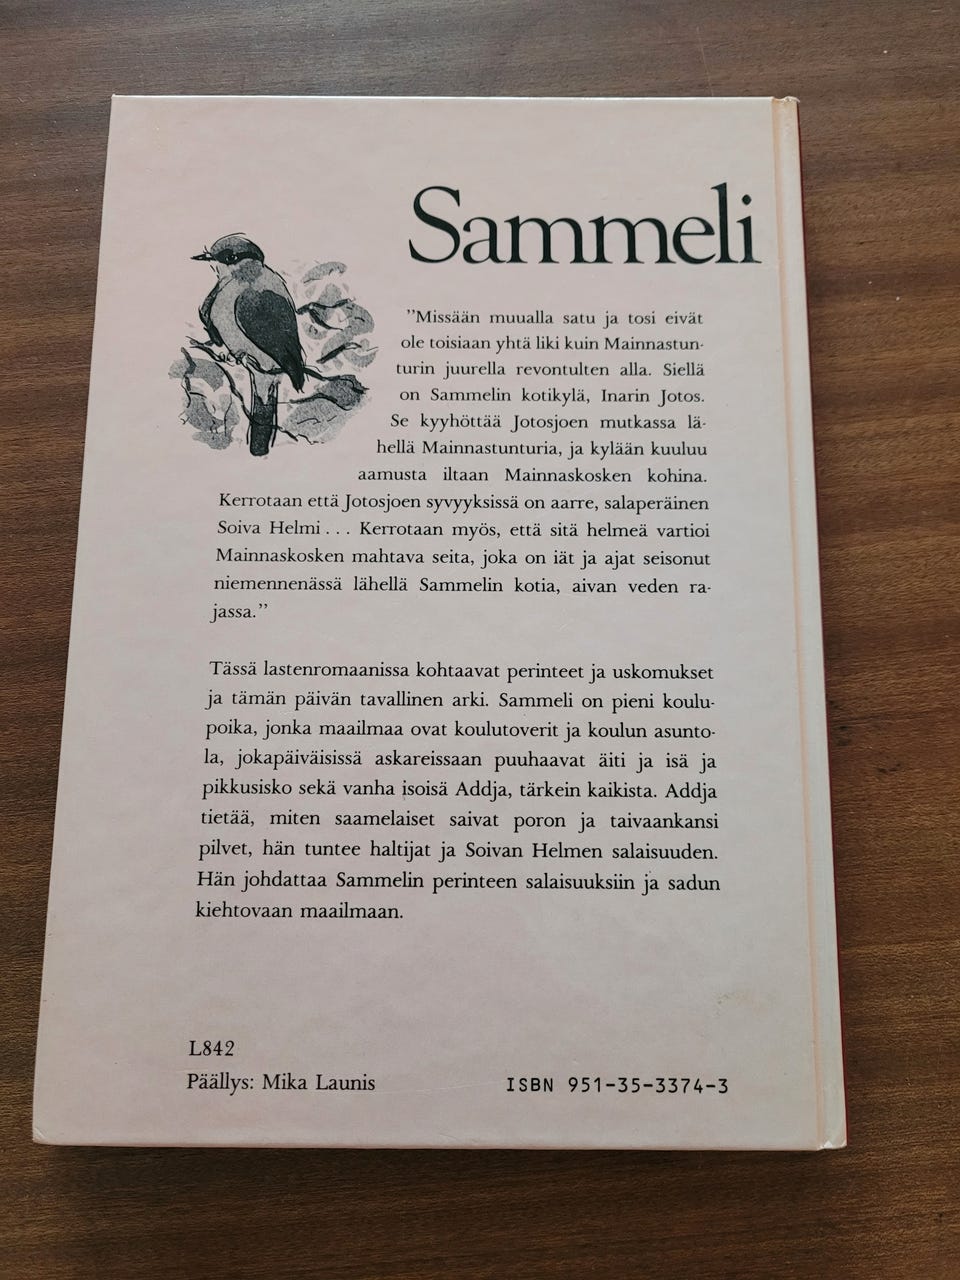 Sammeli
”Missään muualla satu ja tosi eivät
ole toisiaan yhtä liki kuin Mainnastun-
turin juurella revontulten alla. Siellä
on Sammelin kotikylä, Inarin Jotos.
Se kyyhöttää Jotosjoen mutkassa lä-
hellä Mainnastunturia, ja kylään kuuluu
aamusta iltaan Mainnaskosken kohina.
Kerrotaan että Jotosjoen syvyyksissä on aarre, salaperäinen
Soiva Helmi . . . Kerrotaan myös, että sitä helmeä vartioi
Mainnaskosken mahtava seita, joka on iät ja ajat seisonut
niemennenässä lähellä Sammelin kotia, aivan veden ra-
jassa.”
Tässä lastenromaanissa kohtaavat perinteet ja uskomukset
ja tämän päivän tavallinen arki. Sammeli on pieni koulu-
poika, jonka maailmaa ovat koulutoverit ja koulun asunto-
la, jokapäiväisissä askareissaan puuhaavat äiti ja isä ja
pikkusisko sekä vanha isoisä Addja, tärkein kaikista. Addja
tietää, miten saamelaiset saivat poron ja taivaankansi
pilvet, hän tuntee haltijat ja Soivan Helmen salaisuuden.
Hän johdattaa Sammelin perinteen salaisuuksiin ja sadun
kiehtovaan maailmaan.
L842
Päällys: Mika Launis
ISBN 951-35-3374-3